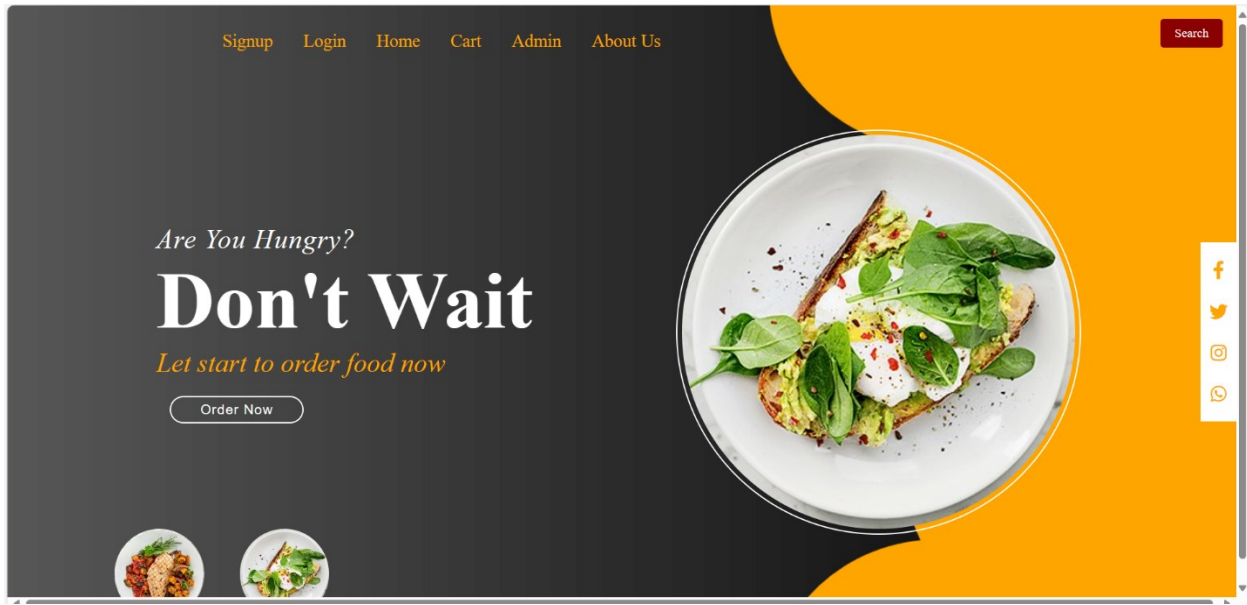 Signup Login Home Cart Admin About Us
Search
Are You Hungry?
Don't Wait
Let start to order food now
Order Now